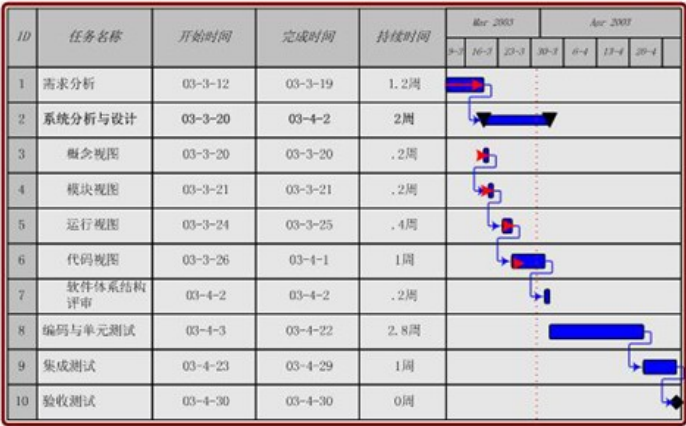 Mar 2003 Apr 2003
ID 任务名称 开始时间 完成时间 持续时间
9-3 16-3 23-3 30-3 6-4 13-4 20-4
1 需求分析 03-3-12 03-3-19 1.2周
2 系统分析与设计 03-3-20 03-4-2 2周
3 概念视图 03-3-20 03-3-20 .2周
4 模块视图 03-3-21 03-3-21 .2周
5 运行视图 03-3-24 03-3-25 .4周
6 代码视图 03-3-26 03-4-1 1周
7 软件体系结构
评审 03-4-2 03-4-2 .2周
8 编码与单元测试 03-4-3 03-4-22 2.8周
9 集成测试 03-4-23 03-4-29 1周
10 验收测试 03-4-30 03-4-30 0周